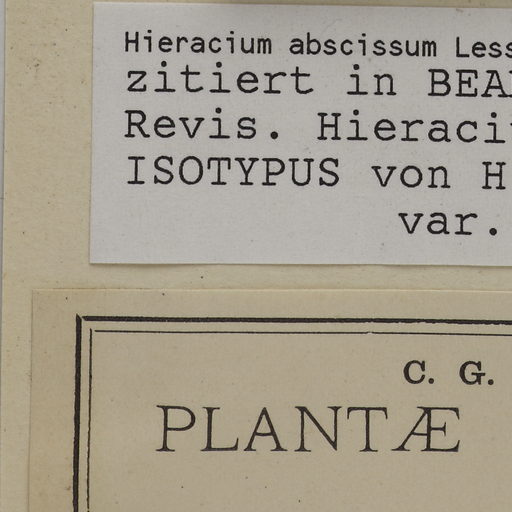 Hieracium abscissum Less
zitiert in BEA
Revis. Hieraci
ISOTYPUS von H
var.
C. G.
PLANTÆ